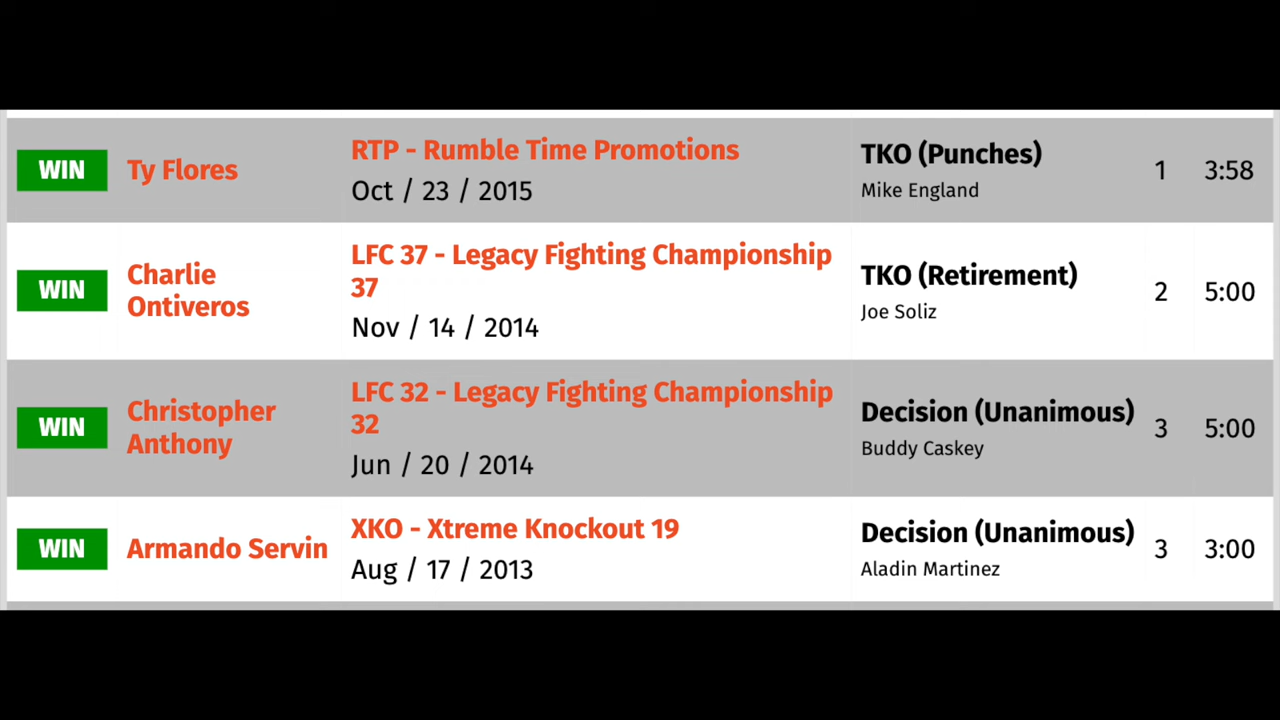 WIN
Ty Flores
RTP - Rumble Time Promotions
Oct / 23 / 2015
TKO (Punches)
Mike England
1
3:58
WIN
Charlie
Ontiveros
LFC 37 - Legacy Fighting Championship
37
Nov / 14 / 2014
TKO (Retirement)
Joe Soliz
2
5:00
WIN
Christopher
Anthony
LFC 32 - Legacy Fighting Championship
32
Jun / 20 / 2014
Decision (Unanimous)
Buddy Caskey
3
5:00
WIN
Armando Servin
XKO - Xtreme Knockout 19
Aug / 17 / 2013
Decision (Unanimous)
Aladin Martinez
3
3:00